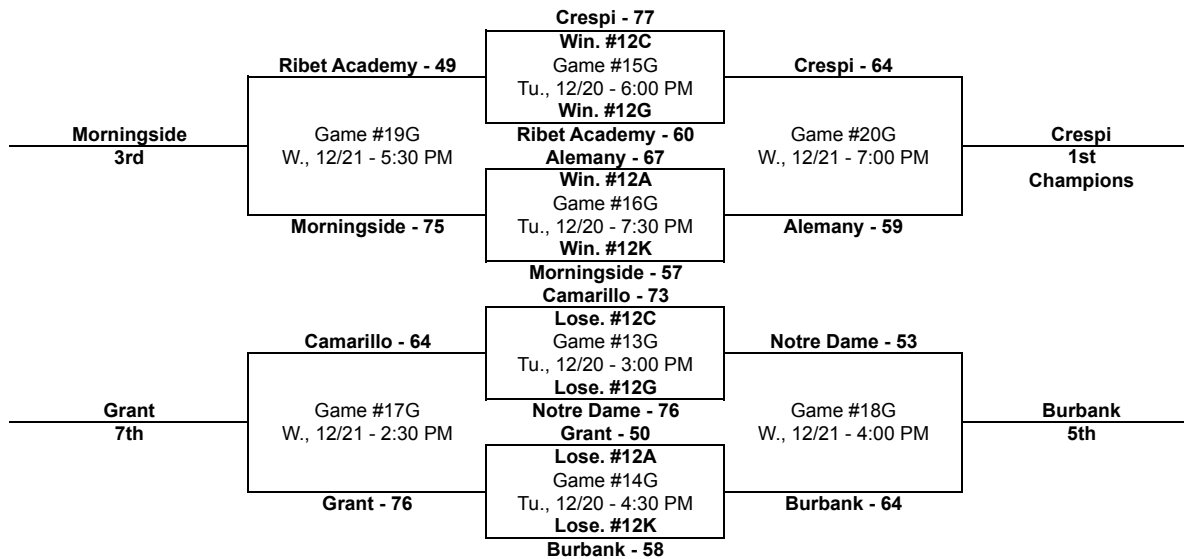 Crespi - 77
Win. #12C
Ribet Academy - 49
Game #15G
Crespi - 64
Tu., 12/20 - 6:00 PM
Win. #12G
Morningside
Game #19G
Ribet Academy - 60
Game #20G
Crespi
3rd
W., 12/21 - 5:30 PM
Alemany - 67
W., 12/21 - 7:00 PM
1st
Win. #12A
Champions
Game #16G
Morningside - 75
Tu., 12/20 - 7:30 PM
Alemany - 59
Win. #12K
Morningside - 57
Camarillo - 73
Lose. #12C
Camarillo - 64
Game #13G
Notre Dame - 53
Tu., 12/20 - 3:00 PM
Lose. #12G
Grant
Game #17G
Notre Dame - 76
Game #18G
Burbank
7th
W., 12/21 - 2:30 PM
Grant - 50
W., 12/21 - 4:00 PM
5th
Lose. #12A
Game #14G
Grant - 76
Tu., 12/20 - 4:30 PM
Burbank - 64
Lose. #12K
Burbank - 58